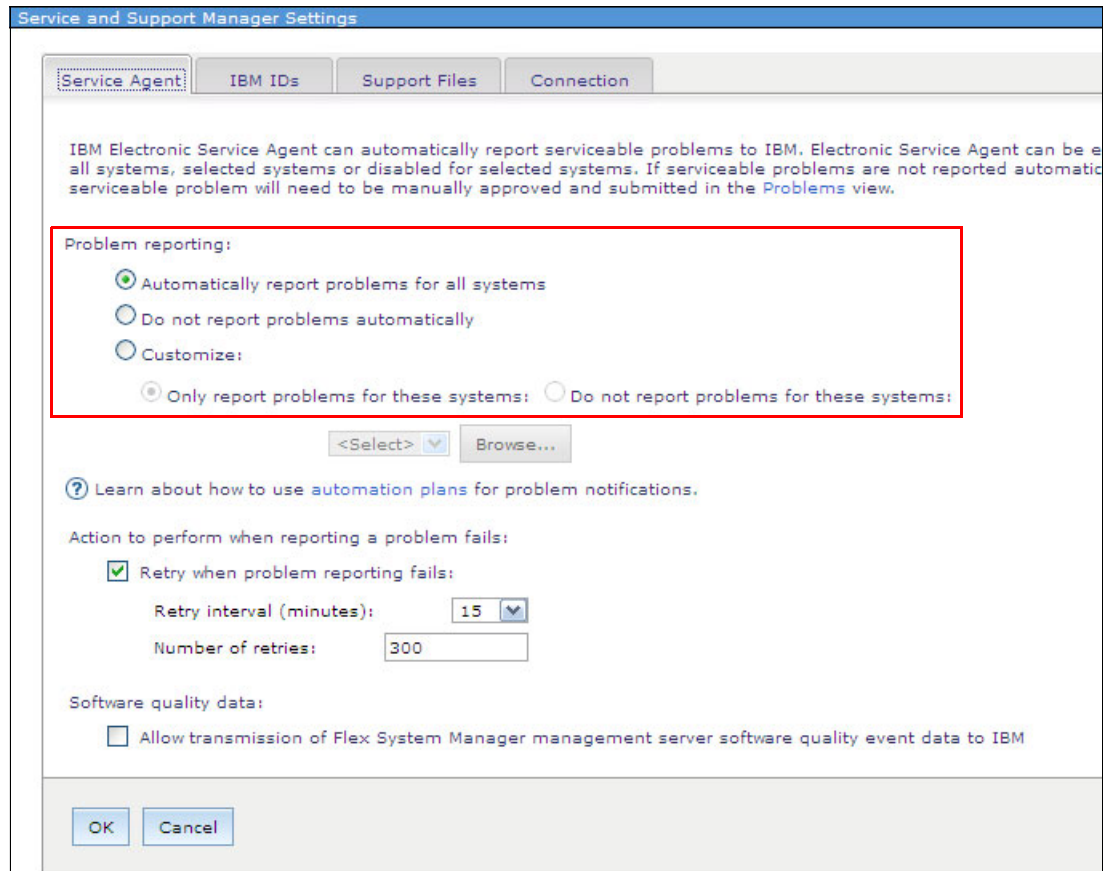 Service and Support Manager Settings
Service Agent IBM IDs Support Files Connection
IBM Electronic Service Agent can automatically report serviceable problems to IBM. Electronic Service Agent can be e
all systems, selected systems or disabled for selected systems. If serviceable problems are not reported automatic
serviceable problem will need to be manually approved and submitted in the Problems view.
Problem reporting:
Automatically report problems for all systems
Do not report problems automatically
Customize:
Only report problems for these systems: Do not report problems for these systems:
<Select> Browse...
? Learn about how to use automation plans for problem notifications.
Action to perform when reporting a problem fails:
Retry when problem reporting fails:
Retry interval (minutes): 15
Number of retries: 300
Software quality data:
Allow transmission of Flex System Manager management server software quality event data to IBM
OK Cancel